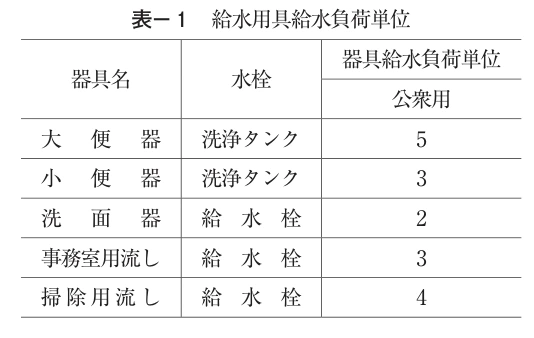 表－1 給水用具給水負荷単位
器具名 水栓 器具給水負荷単位
公衆用
大便器 洗浄タンク 5
小便器 洗浄タンク 3
洗面器 給水栓 2
事務室用流し 給水栓 3
掃除用流し 給水栓 4